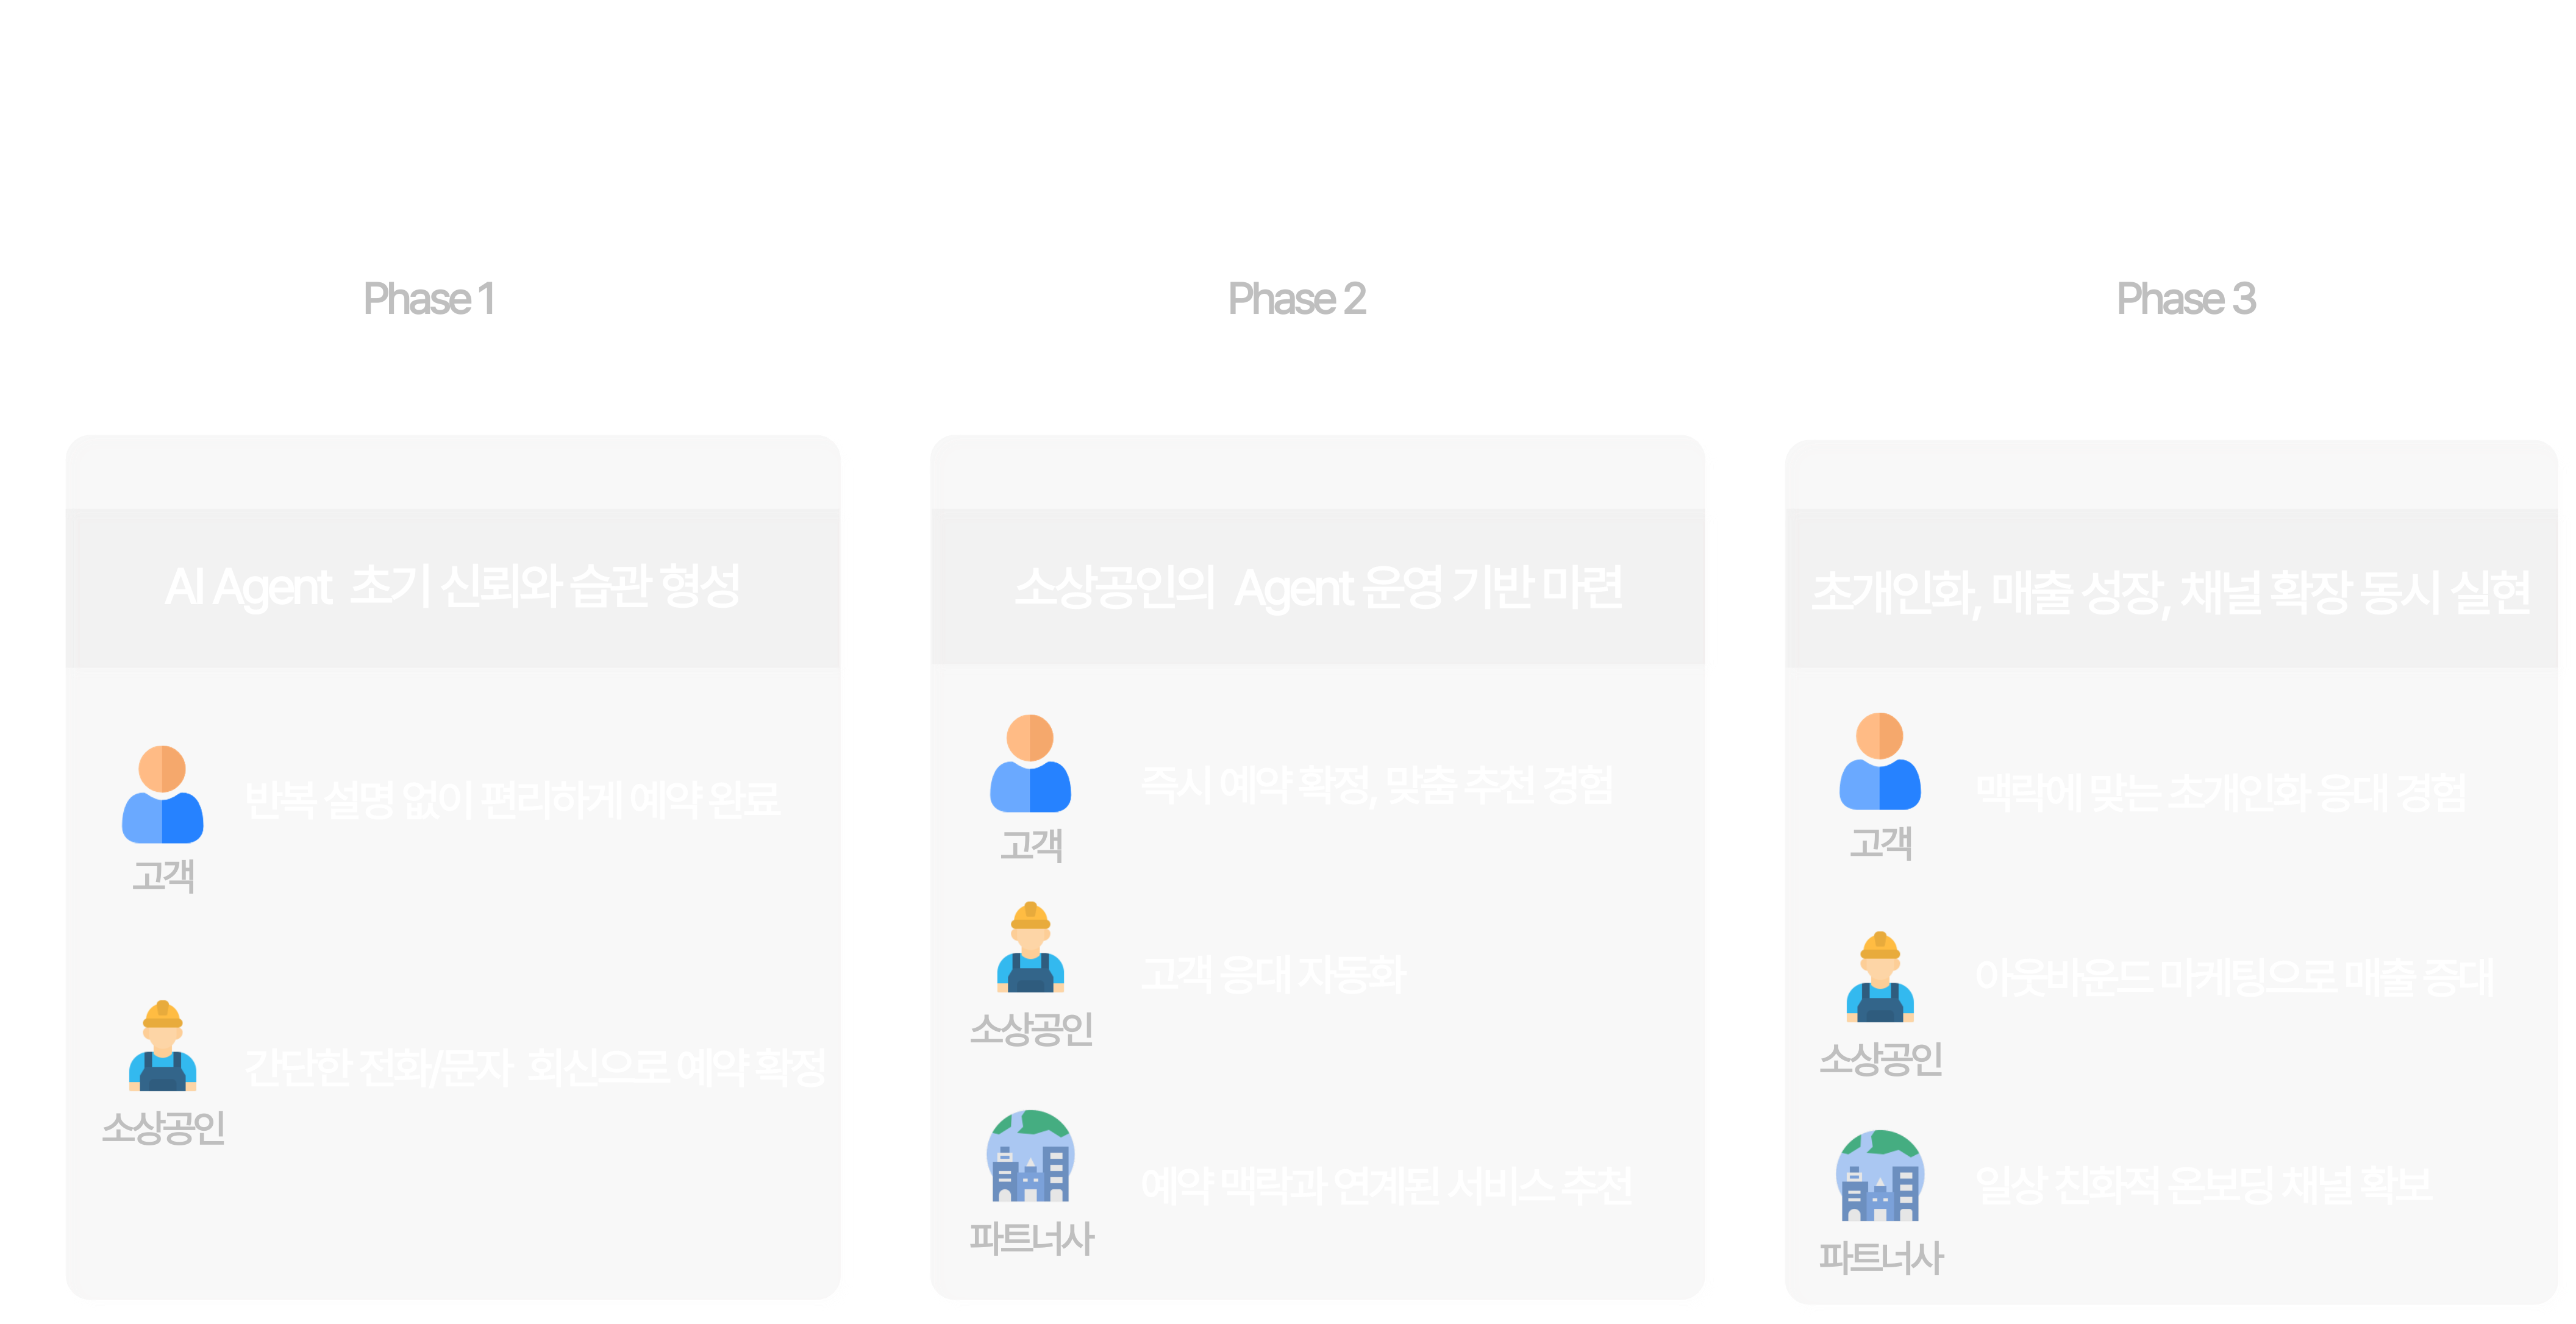 Phase 1
AI Agent 초기 신뢰와 습관 형성
반복 설명 없이 편리하게 예약 완료
고객
간단한 전화/문자 회신으로 예약 확정
소상공인
Phase 2
소상공인의 Agent 운영 기반 마련
즉시 예약 확정, 맞춤 추천 경험
고객
고객 응대 자동화
소상공인
예약 맥락과 연계된 서비스 추천
파트너사
Phase 3
초개인화, 매출 성장, 채널 확장 동시 실현
맥락에 맞는 초개인화 응대 경험
고객
아웃바운드 마케팅으로 매출 증대
소상공인
일상 친화적 온보딩 채널 확보
파트너사